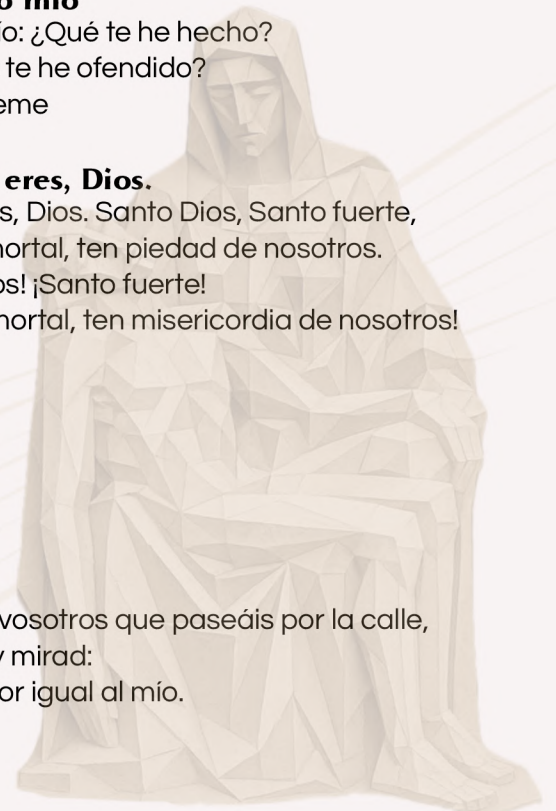 o mío
ío: ¿Qué te he hecho?
te he ofendido?
eme
eres, Dios.
s, Dios. Santo Dios, Santo fuerte,
mortal, ten piedad de nosotros.
os! ¡Santo fuerte!
mortal, ten misericordia de nosotros!
vosotros que paseáis por la calle,
y mirad:
or igual al mío.